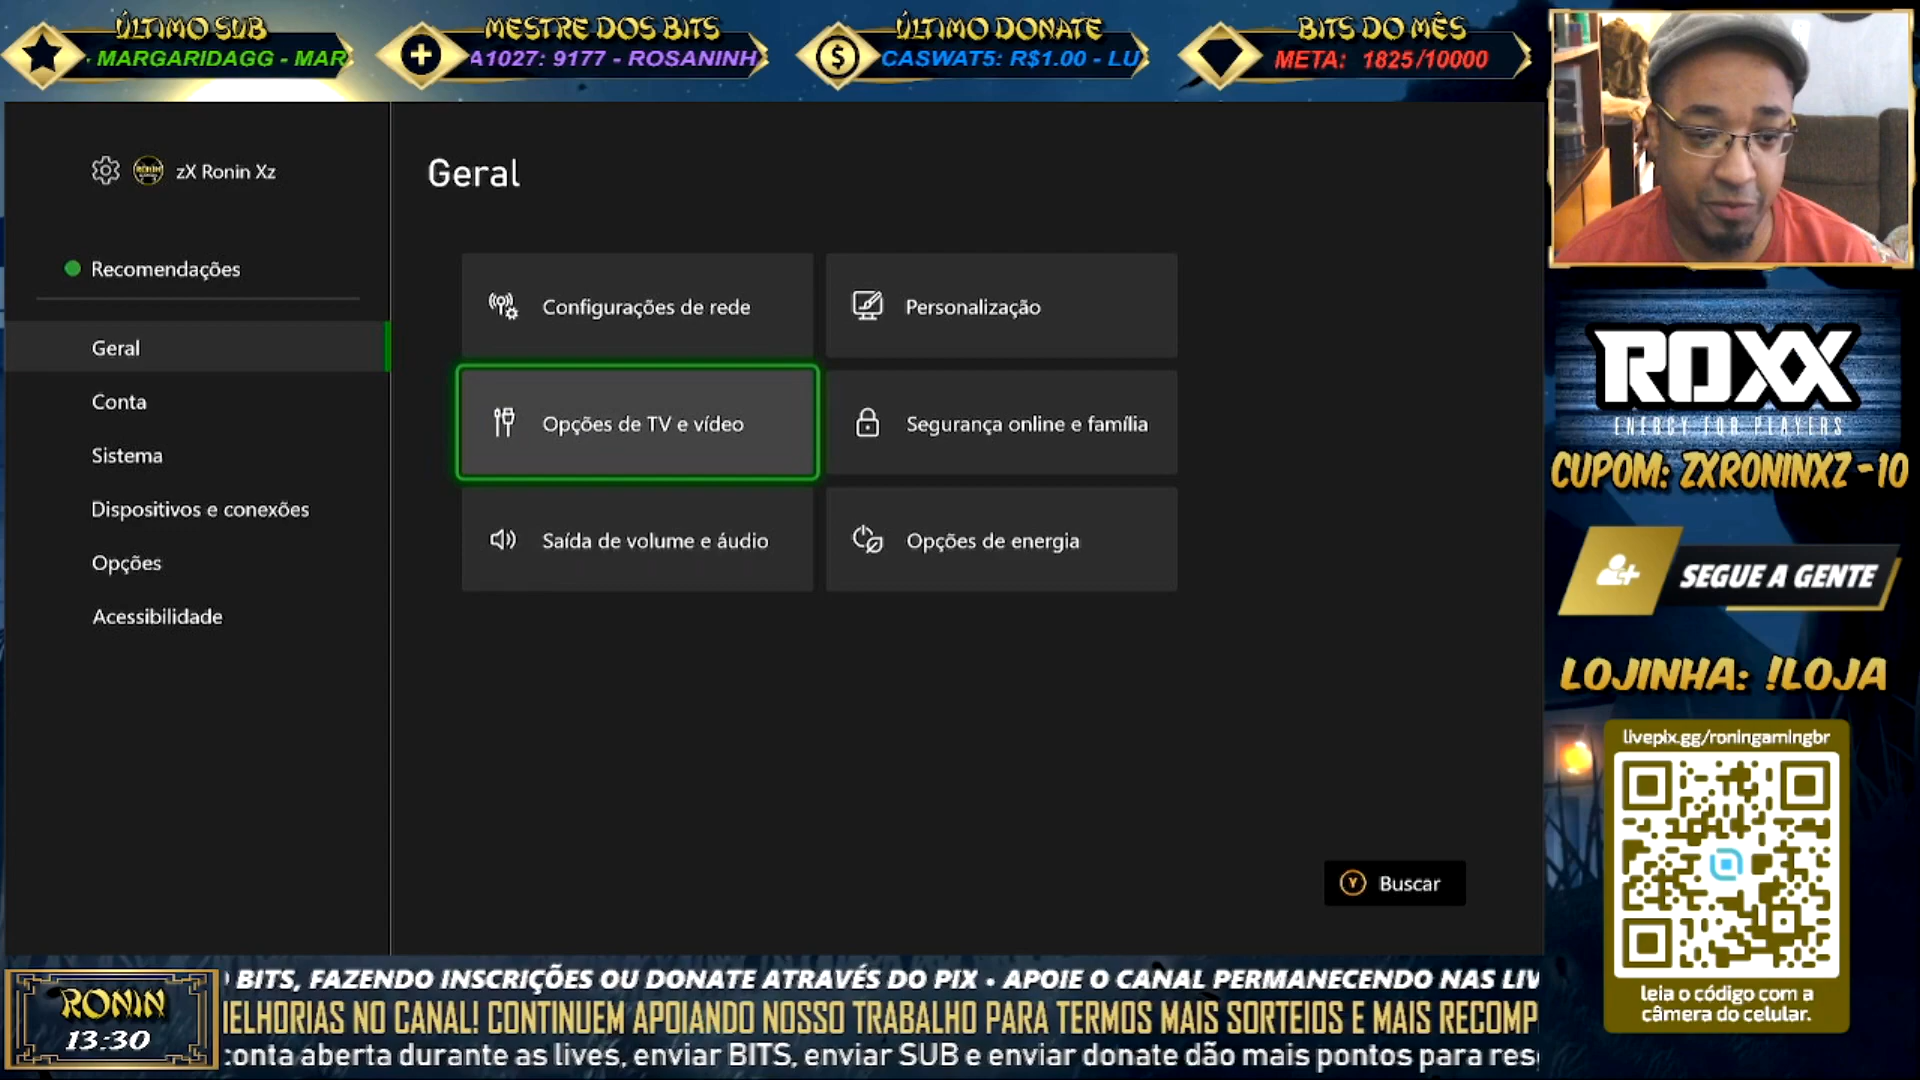 ÚLTIMO SUB
MARGARIDAGG - MAR
MESTRE DOS BITS
A1027: 9177 - ROSANINH
ÚLTIMO DONATE
CASWAT5: R$1.00 - LU
BITS DO MÊS
META: 1825/10000
zX Ronin Xz
Recomendações
Geral
Conta
Sistema
Dispositivos e conexões
Opções
Acessibilidade
Geral
Configurações de rede
Personalização
Opções de TV e vídeo
Segurança online e família
Saída de volume e áudio
Opções de energia
Y Buscar
ROXX
ENERGY FOR PLAYERS
CUPOM: ZXRONINXZ -10
SEGUE A GENTE
LOJINHA: !LOJA
livepix.gg/roningamingbr
leia o código com a
câmera do celular.
RONIN
13:30
BITS, FAZENDO INSCRIÇÕES OU DONATE ATRAVÉS DO PIX • APOIE O CANAL PERMANECENDO NAS LIV
ELHORIAS NO CANAL! CONTINUEM APOIANDO NOSSO TRABALHO PARA TERMOS MAIS SORTEIOS E MAIS RECOMP
conta aberta durante as lives, enviar BITS, enviar SUB e enviar donate dão mais pontos para res